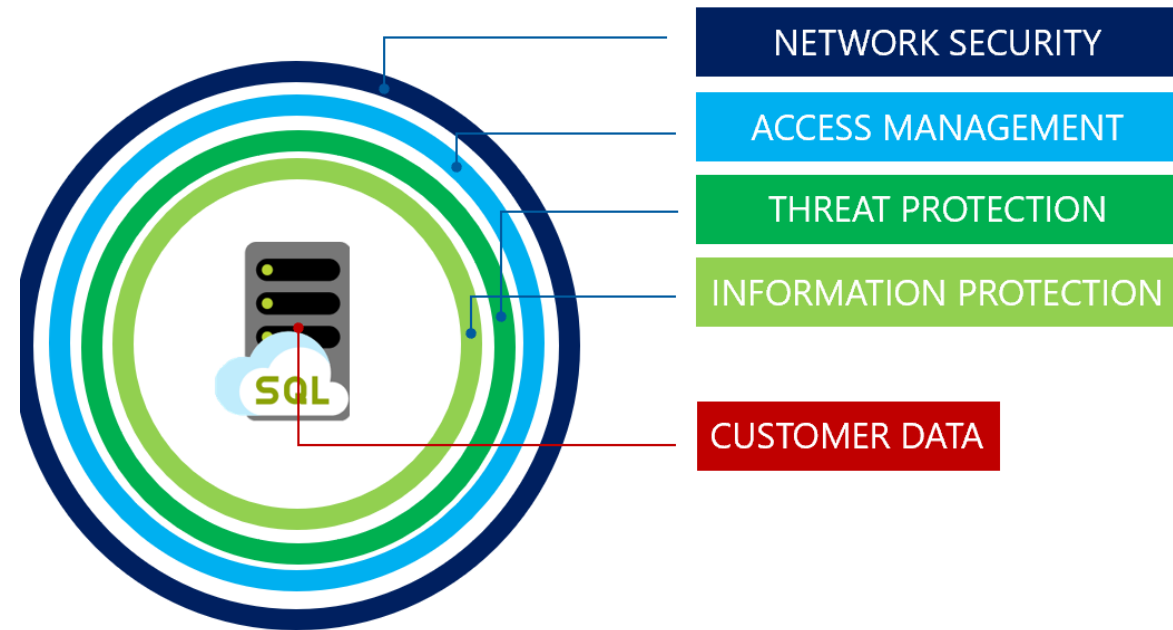 NETWORK SECURITY
ACCESS MANAGEMENT
THREAT PROTECTION
INFORMATION PROTECTION
SQL
CUSTOMER DATA